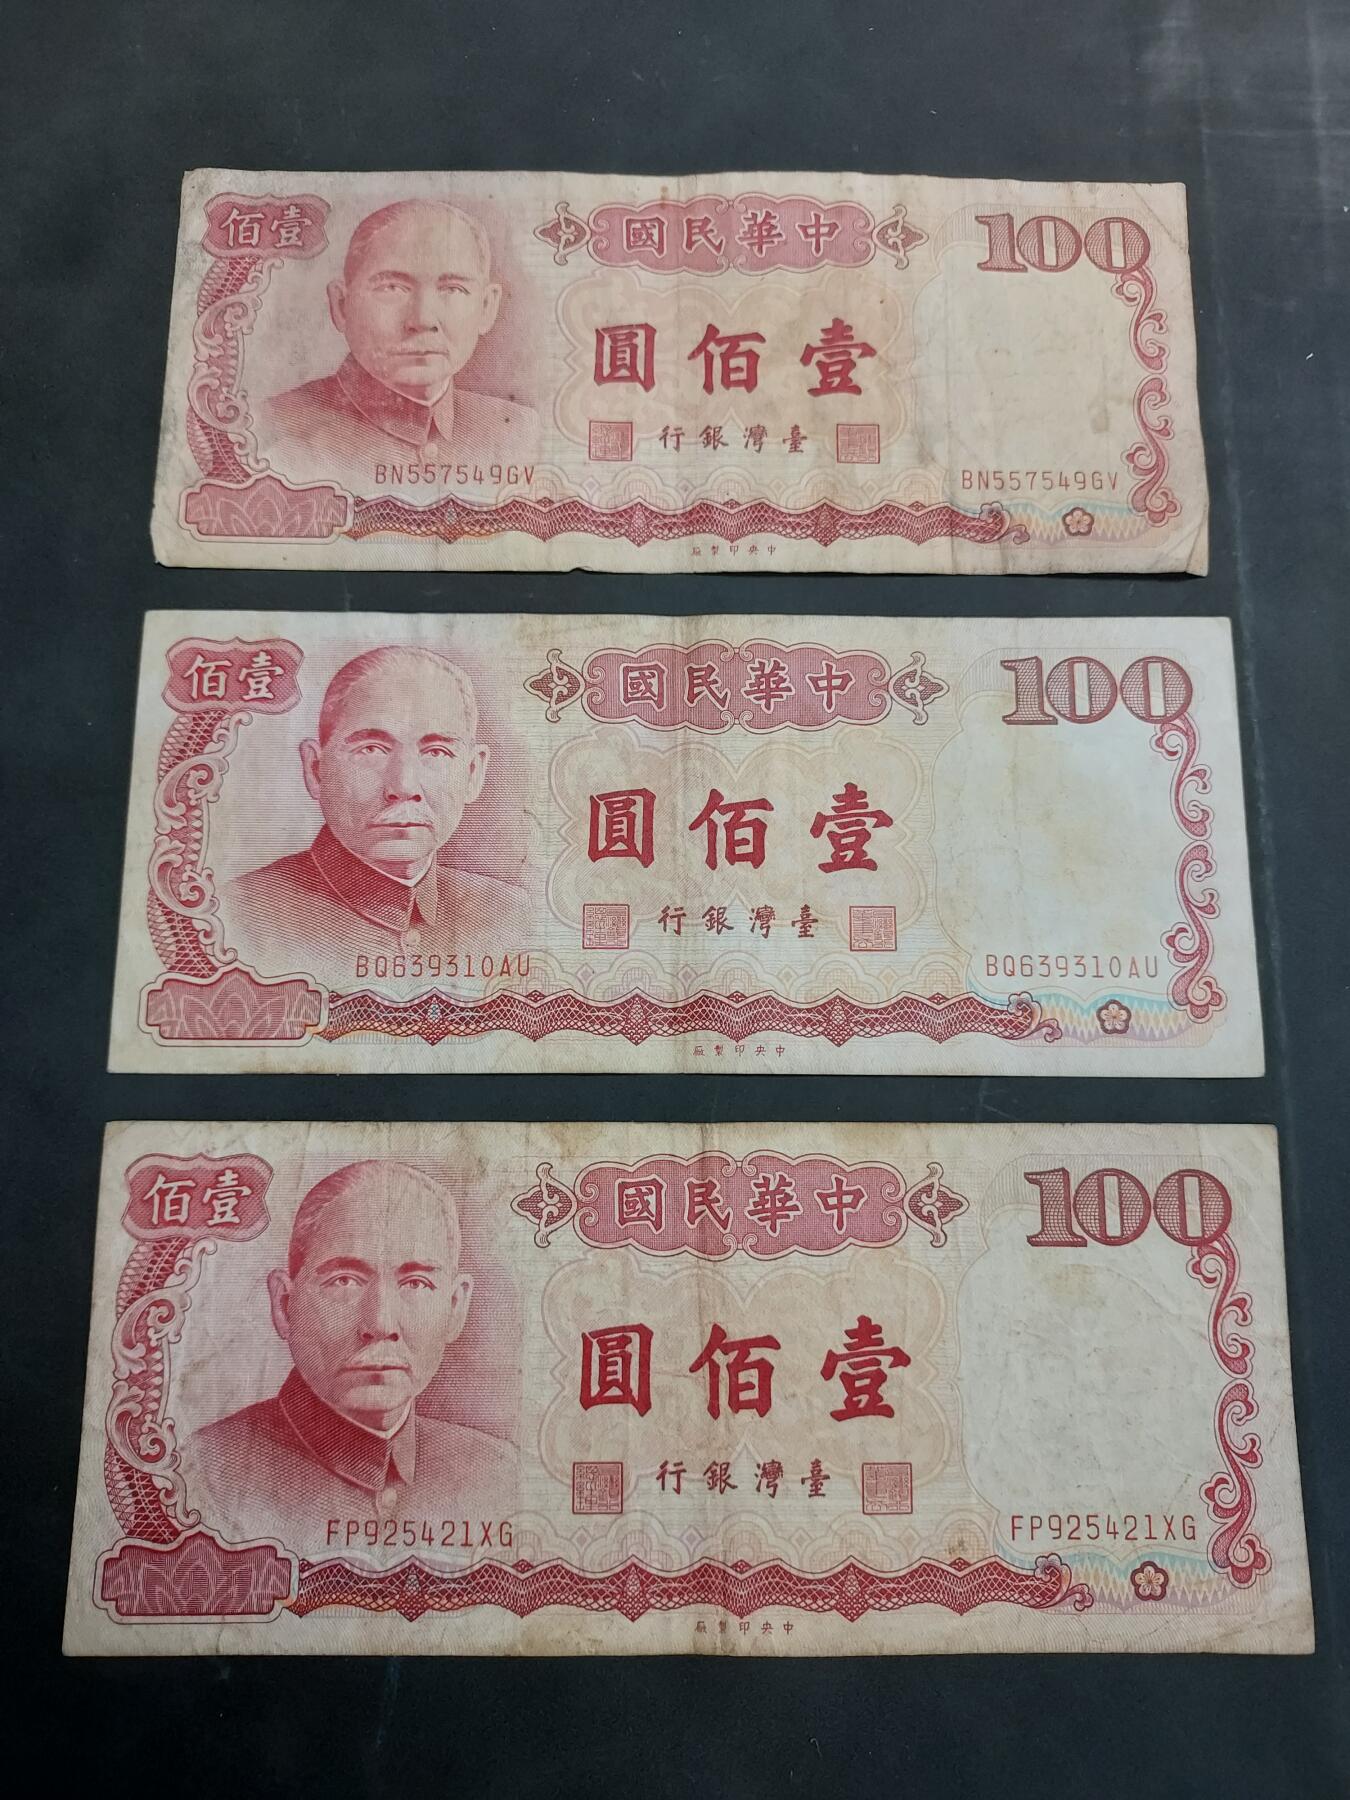 佰壹
國民華中
100
圓佰壹
行銀灣臺
BN557549GV
BN557549GV
廠製印央中
佰壹
國民華中
100
圓佰壹
行銀灣臺
BQ639310AU
BQ639310AU
廠製印央中
佰壹
國民華中
100
圓佰壹
行銀灣臺
FP925421XG
FP925421XG
廠製印央中